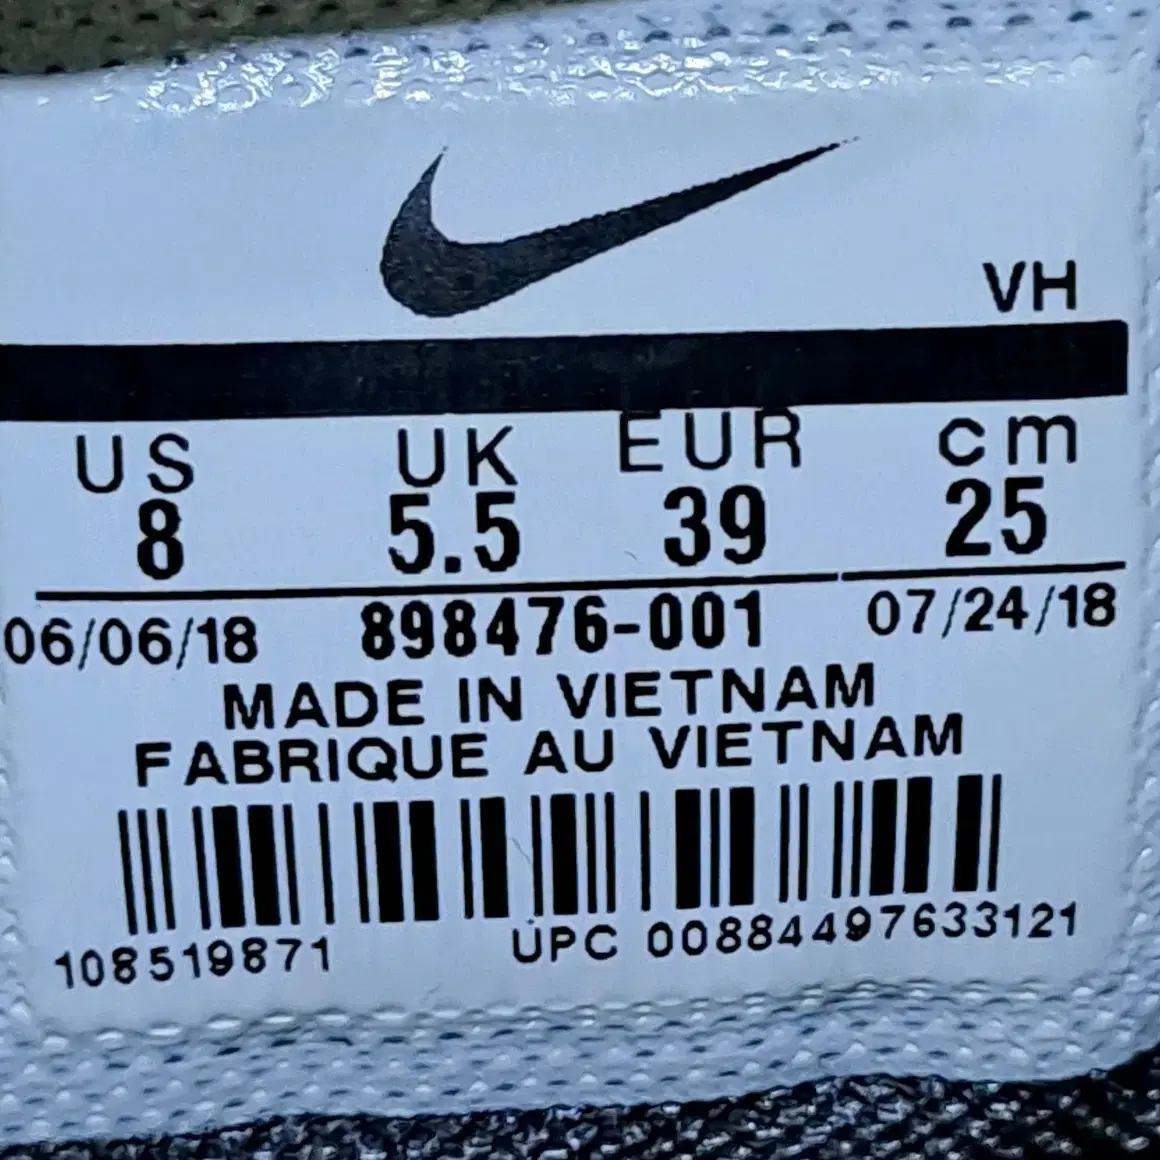 VH
US UK EUR cm
8 5.5 39 25
06/06/18 898476-001 07/24/18
MADE IN VIETNAM
FABRIQUE AU VIETNAM
108519871 UPC 00884497633121